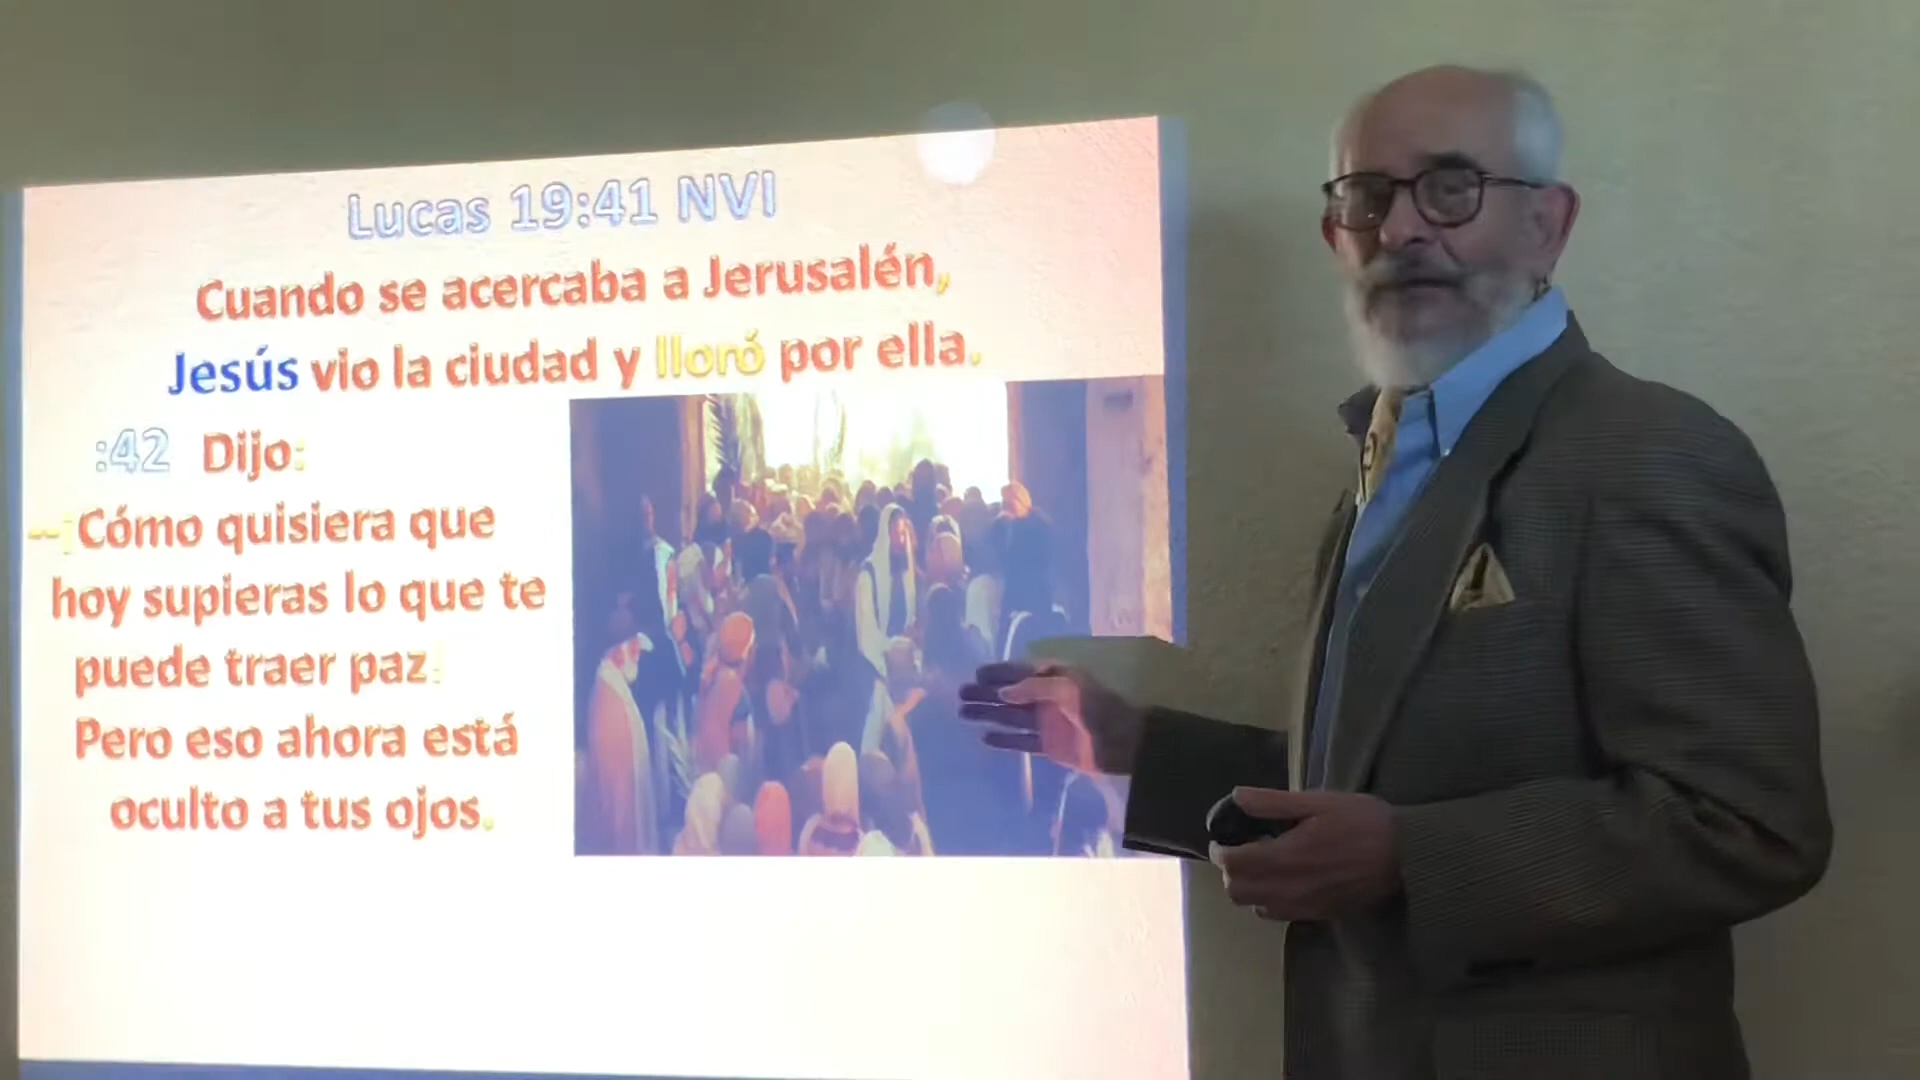 Lucas 19:41 NVI
Cuando se acercaba a Jerusalén,
Jesús vio la ciudad y lloró por ella.
:42 Dijo:
—¡Cómo quisiera que
hoy supieras lo que te
puede traer paz!
Pero eso ahora está
oculto a tus ojos.